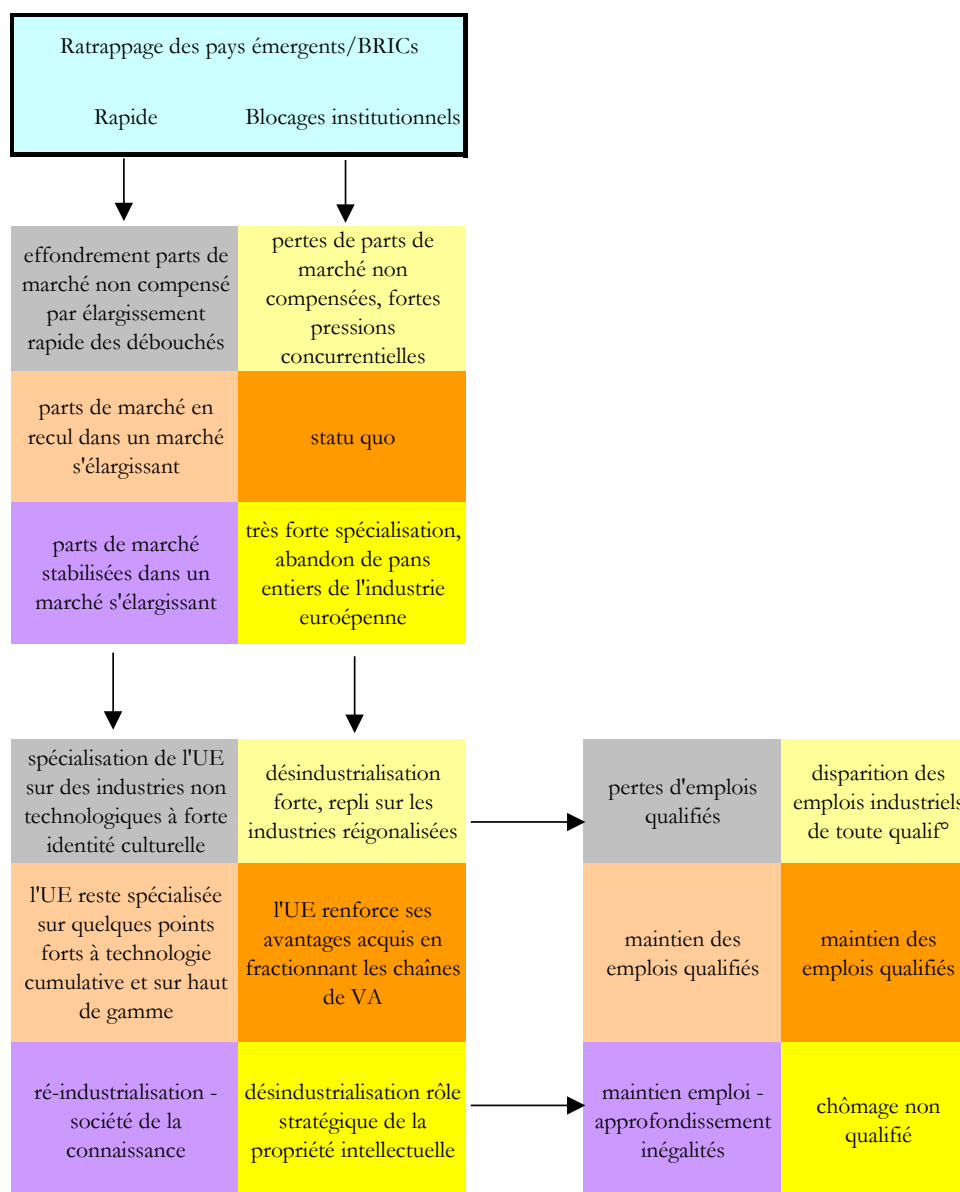 Ratrappage des pays émergents/BRICs
Rapide
Blocages institutionnels
effondrement parts de
marché non compensé
par élargissement
rapide des débouchés
pertes de parts de
marché non
compensées, fortes
pressions
concurrentielles
parts de marché en
recul dans un marché
s'élargissant
statu quo
parts de marché
stabilisées dans un
marché s'élargissant
très forte spécialisation,
abandon de pans
entiers de l'industrie
euroépenne
spécialisation de l'UE
sur des industries non
technologiques à forte
identité culturelle
désindustrialisation
forte, repli sur les
industries réigonalisées
pertes d'emplois
qualifiés
disparition des
emplois industriels
de toute qualif°
l'UE reste spécialisée
sur quelques points
forts à technologie
cumulative et sur haut
de gamme
l'UE renforce ses
avantages acquis en
fractionnant les chaînes
de VA
maintien des
emplois qualifiés
maintien des
emplois qualifiés
ré-industrialisation -
société de la
connaissance
désindustrialisation rôle
stratégique de la
propriété intellectuelle
maintien emploi -
approfondissement
inégalités
chômage non
qualifié